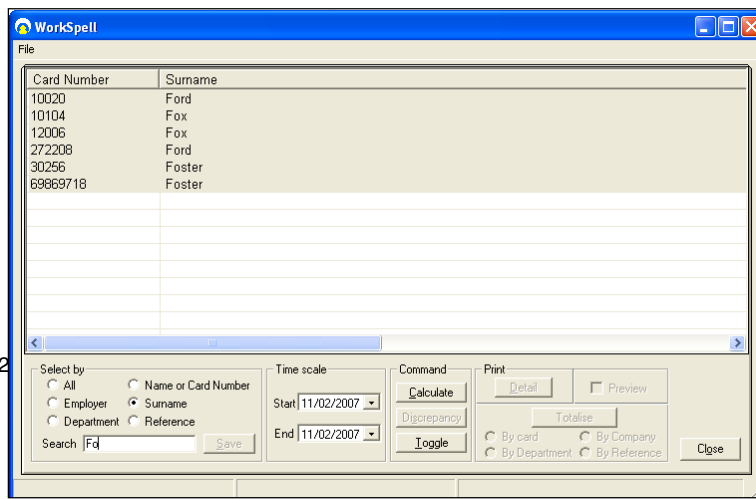 WorkSpell
File
Card Number Surname
10020 Ford
10104 Fox
12006 Fox
272208 Ford
30256 Foster
69869718 Foster
2
Select by
All Name or Card Number
Employer Surname
Department Reference
Search Fo Save
Time scale
Start 11/02/2007
End 11/02/2007
Command
Calculate
Discrepancy
Toggle
Print
Detail Preview
Totalise
By card By Company
By Department By Reference
Close